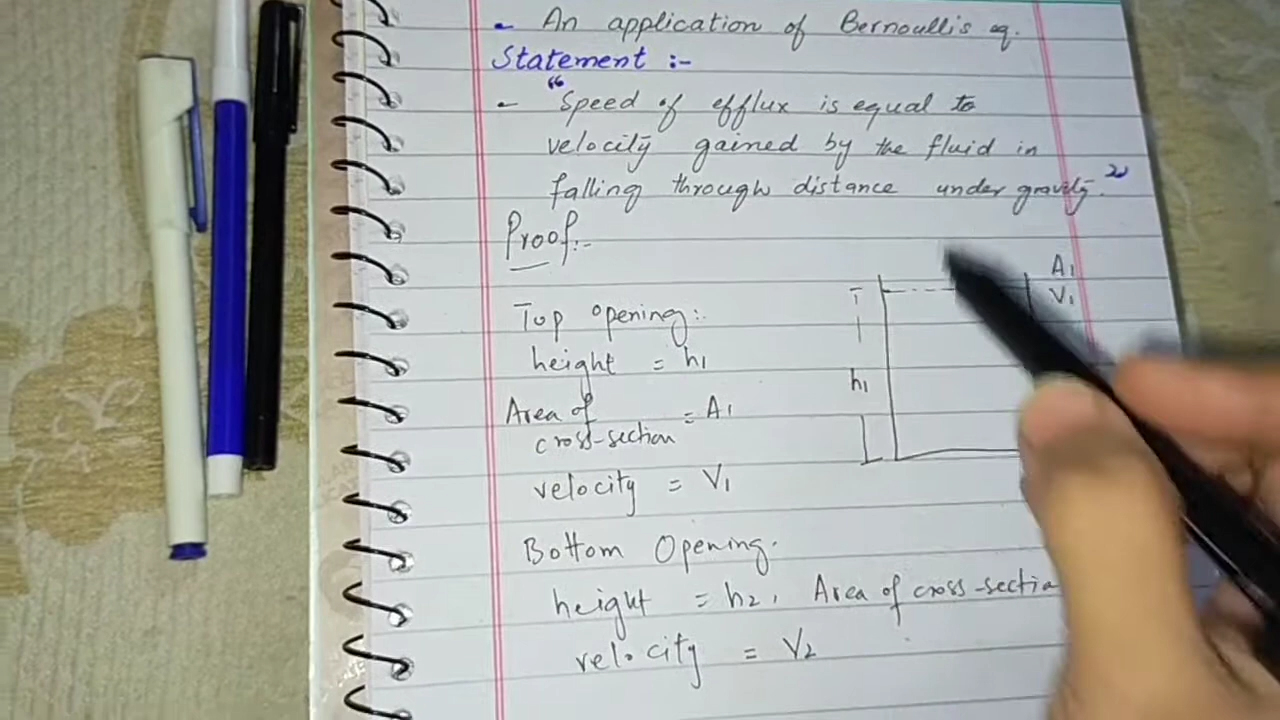 - An application of Bernoullis eq.
Statement :-
- "Speed of efflux is equal to
velocity gained by the fluid in
falling through distance under gravity."
Proof:-
Top opening:
height = h1
Area of cross-section = A1
velocity = V1
Bottom Opening.
height = h2, Area of cross-sectio
velocity = V2
A1
V1
h1